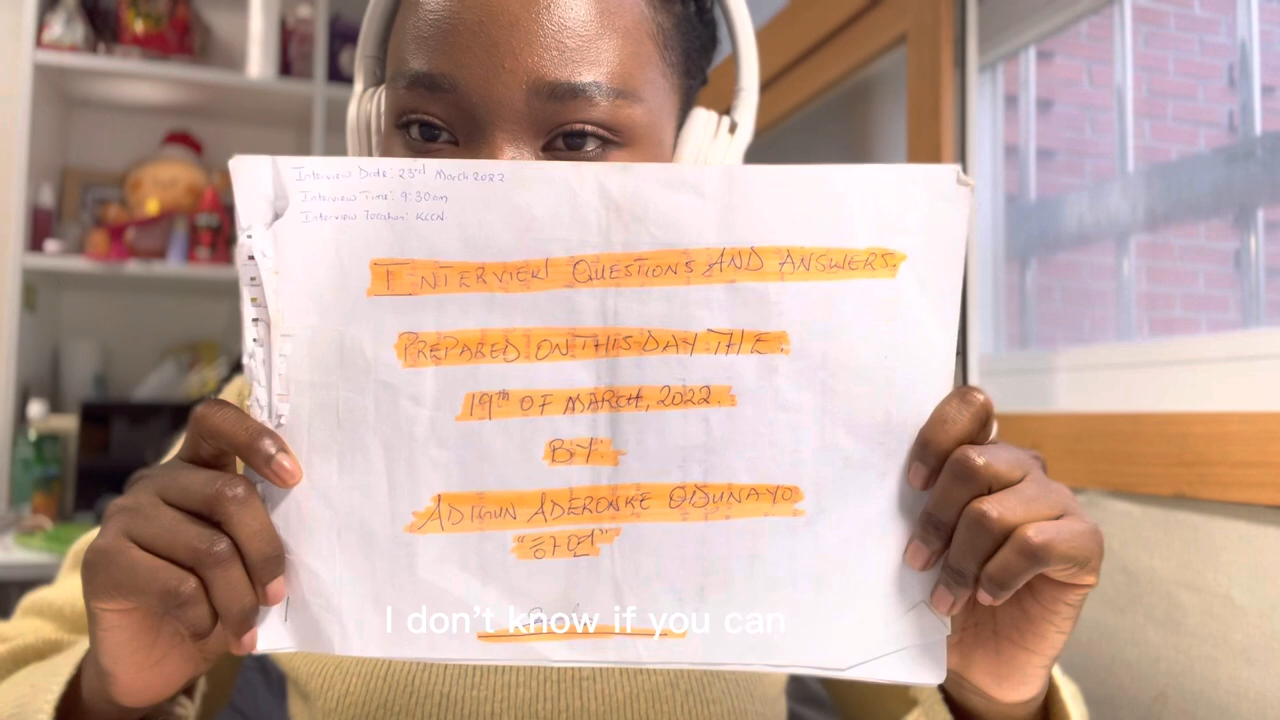 Interview Date: 23rd March 2022
Interview Time: 9:30am
Interview Location: KCCN
INTERVIEW QUESTIONS AND ANSWERS.
PREPARED ON THIS DAY THE:
19th OF MARCH, 2022.
BY:
ADIGUN ADERONKE ODUNAYO
"하연"
I don't know if you can